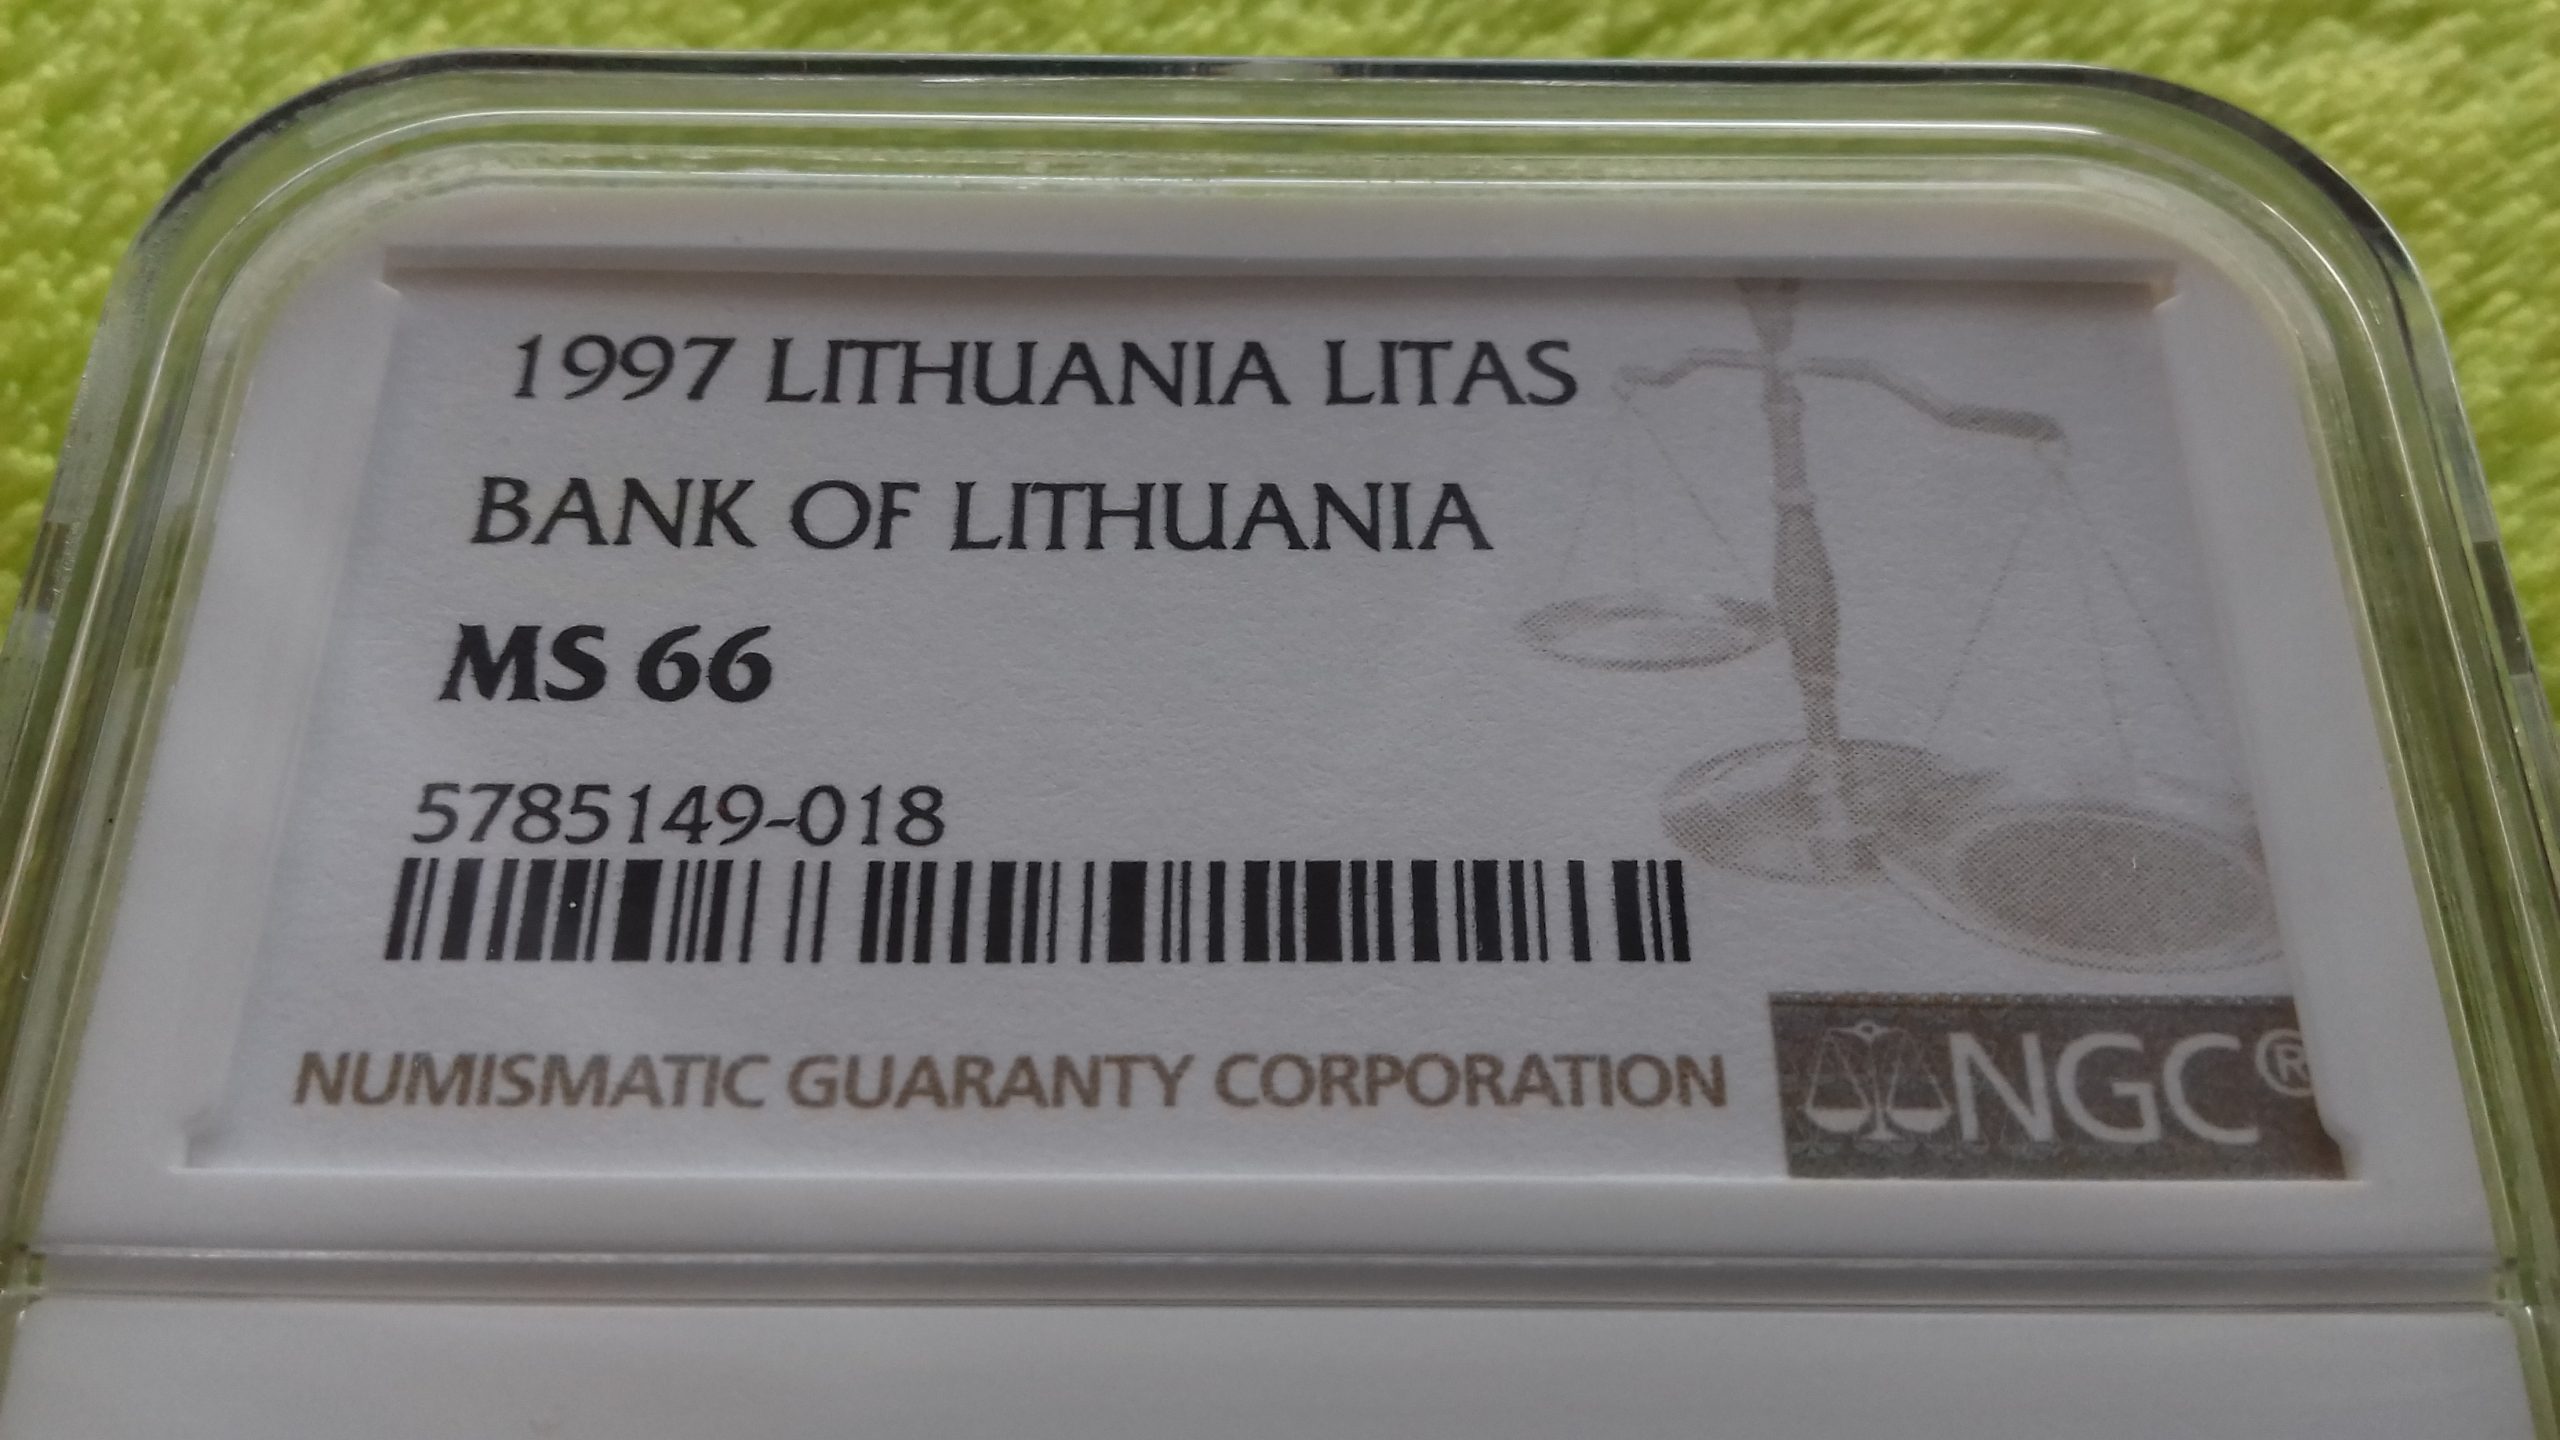 1997 LITHUANIA LITAS
BANK OF LITHUANIA
MS 66
5785149-018
NUMISMATIC GUARANTY CORPORATION
NGC®